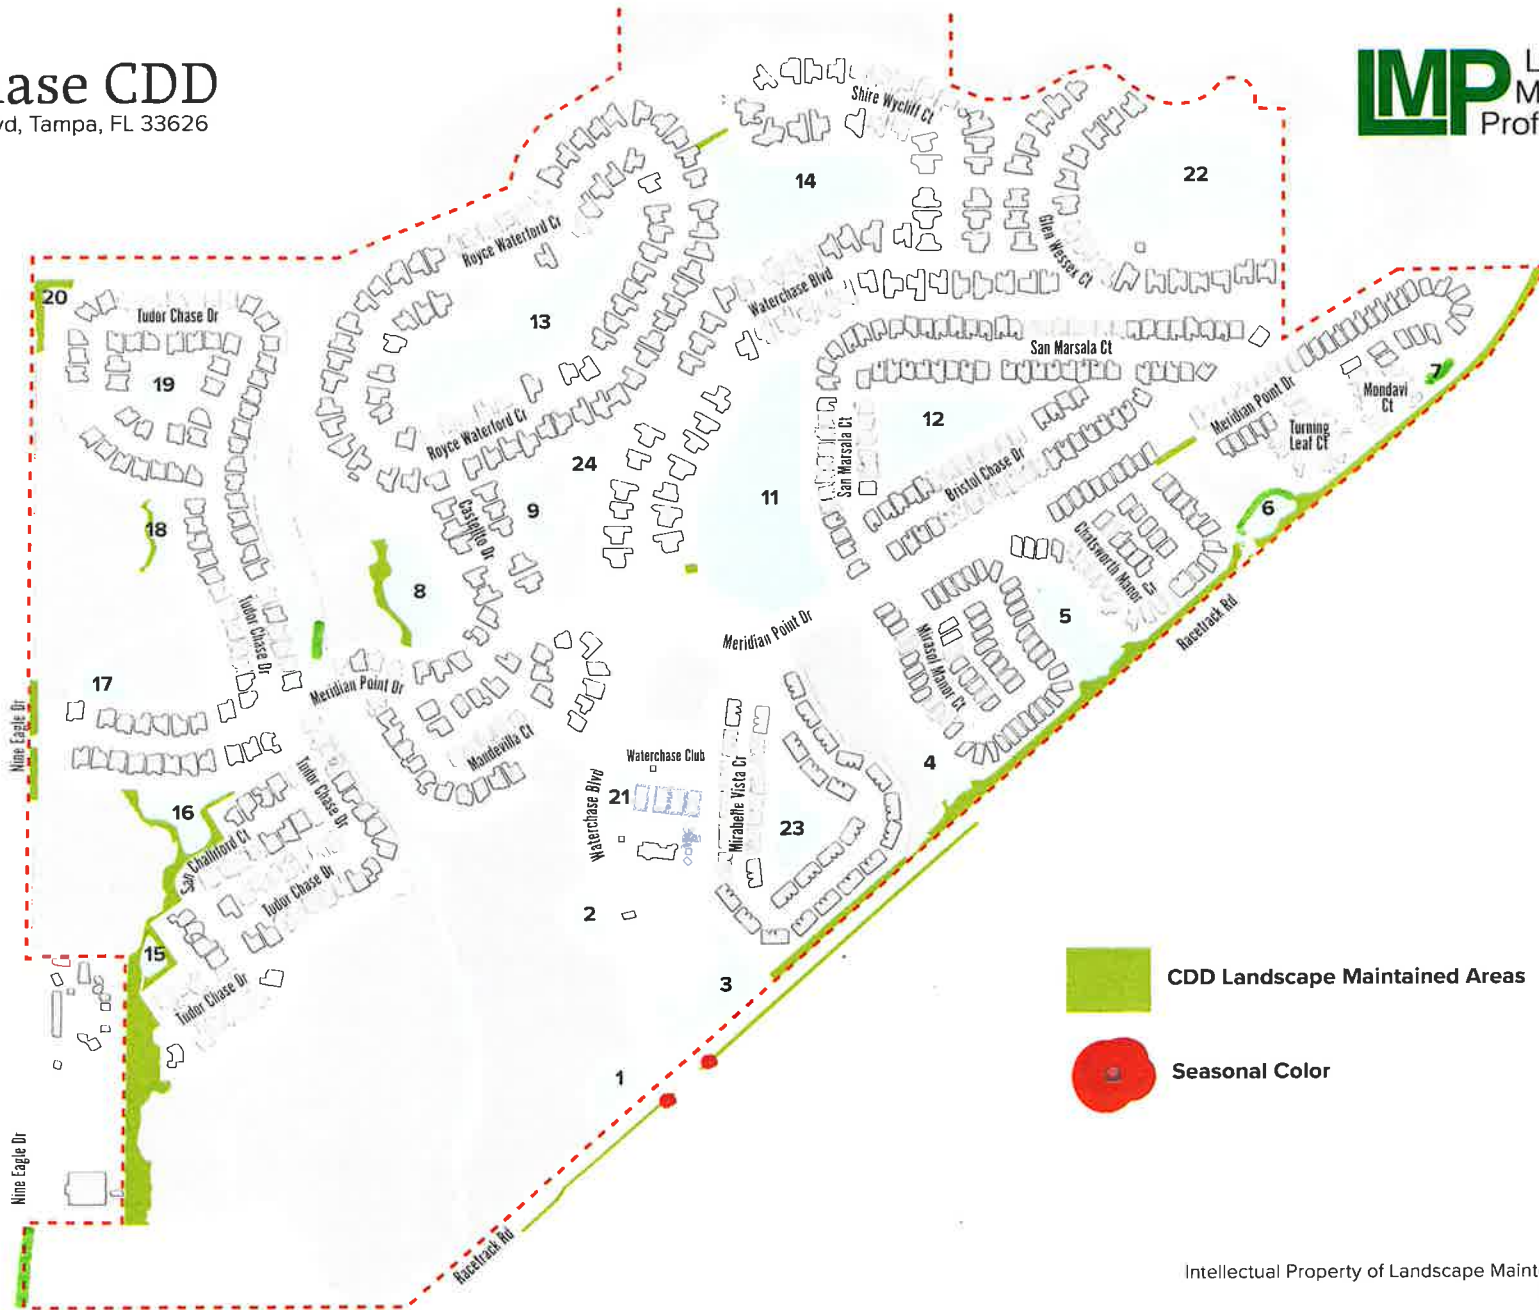 ase CDD
vd, Tampa, FL 33626
LMP
L
M
Prof
Shire Wycliff Ct
14
22
Royce Waterford Cr
Glen Wessex Ct
20
Tudor Chase Dr
Waterchase Blvd
13
San Marsala Ct
19
Meridian Point Dr
Mondavi
Ct
7
Royce Waterford Cr
12
Turning
Leaf Ct
San Marsala Ct
24
Bristol Chase Dr
11
9
Castellto Dr
18
6
Chatsworth Manor Ct
8
5
Tudor Chase Dr
Meridian Point Dr
Racetrack Rd
Mirasol Manor Ct
17
Meridian Point Dr
Nine Eagle Dr
Mandevilla Ct
Waterchase Club
4
Tudor Chase Dr
Waterchase Blvd
21
Mirabelle Vista Cr
16
23
San Challiford Ct
Tudor Chase Dr
2
15
3
CDD Landscape Maintained Areas
Tudor Chase Dr
1
Seasonal Color
Nine Eagle Dr
Racetrack Rd
Intellectual Property of Landscape Maint